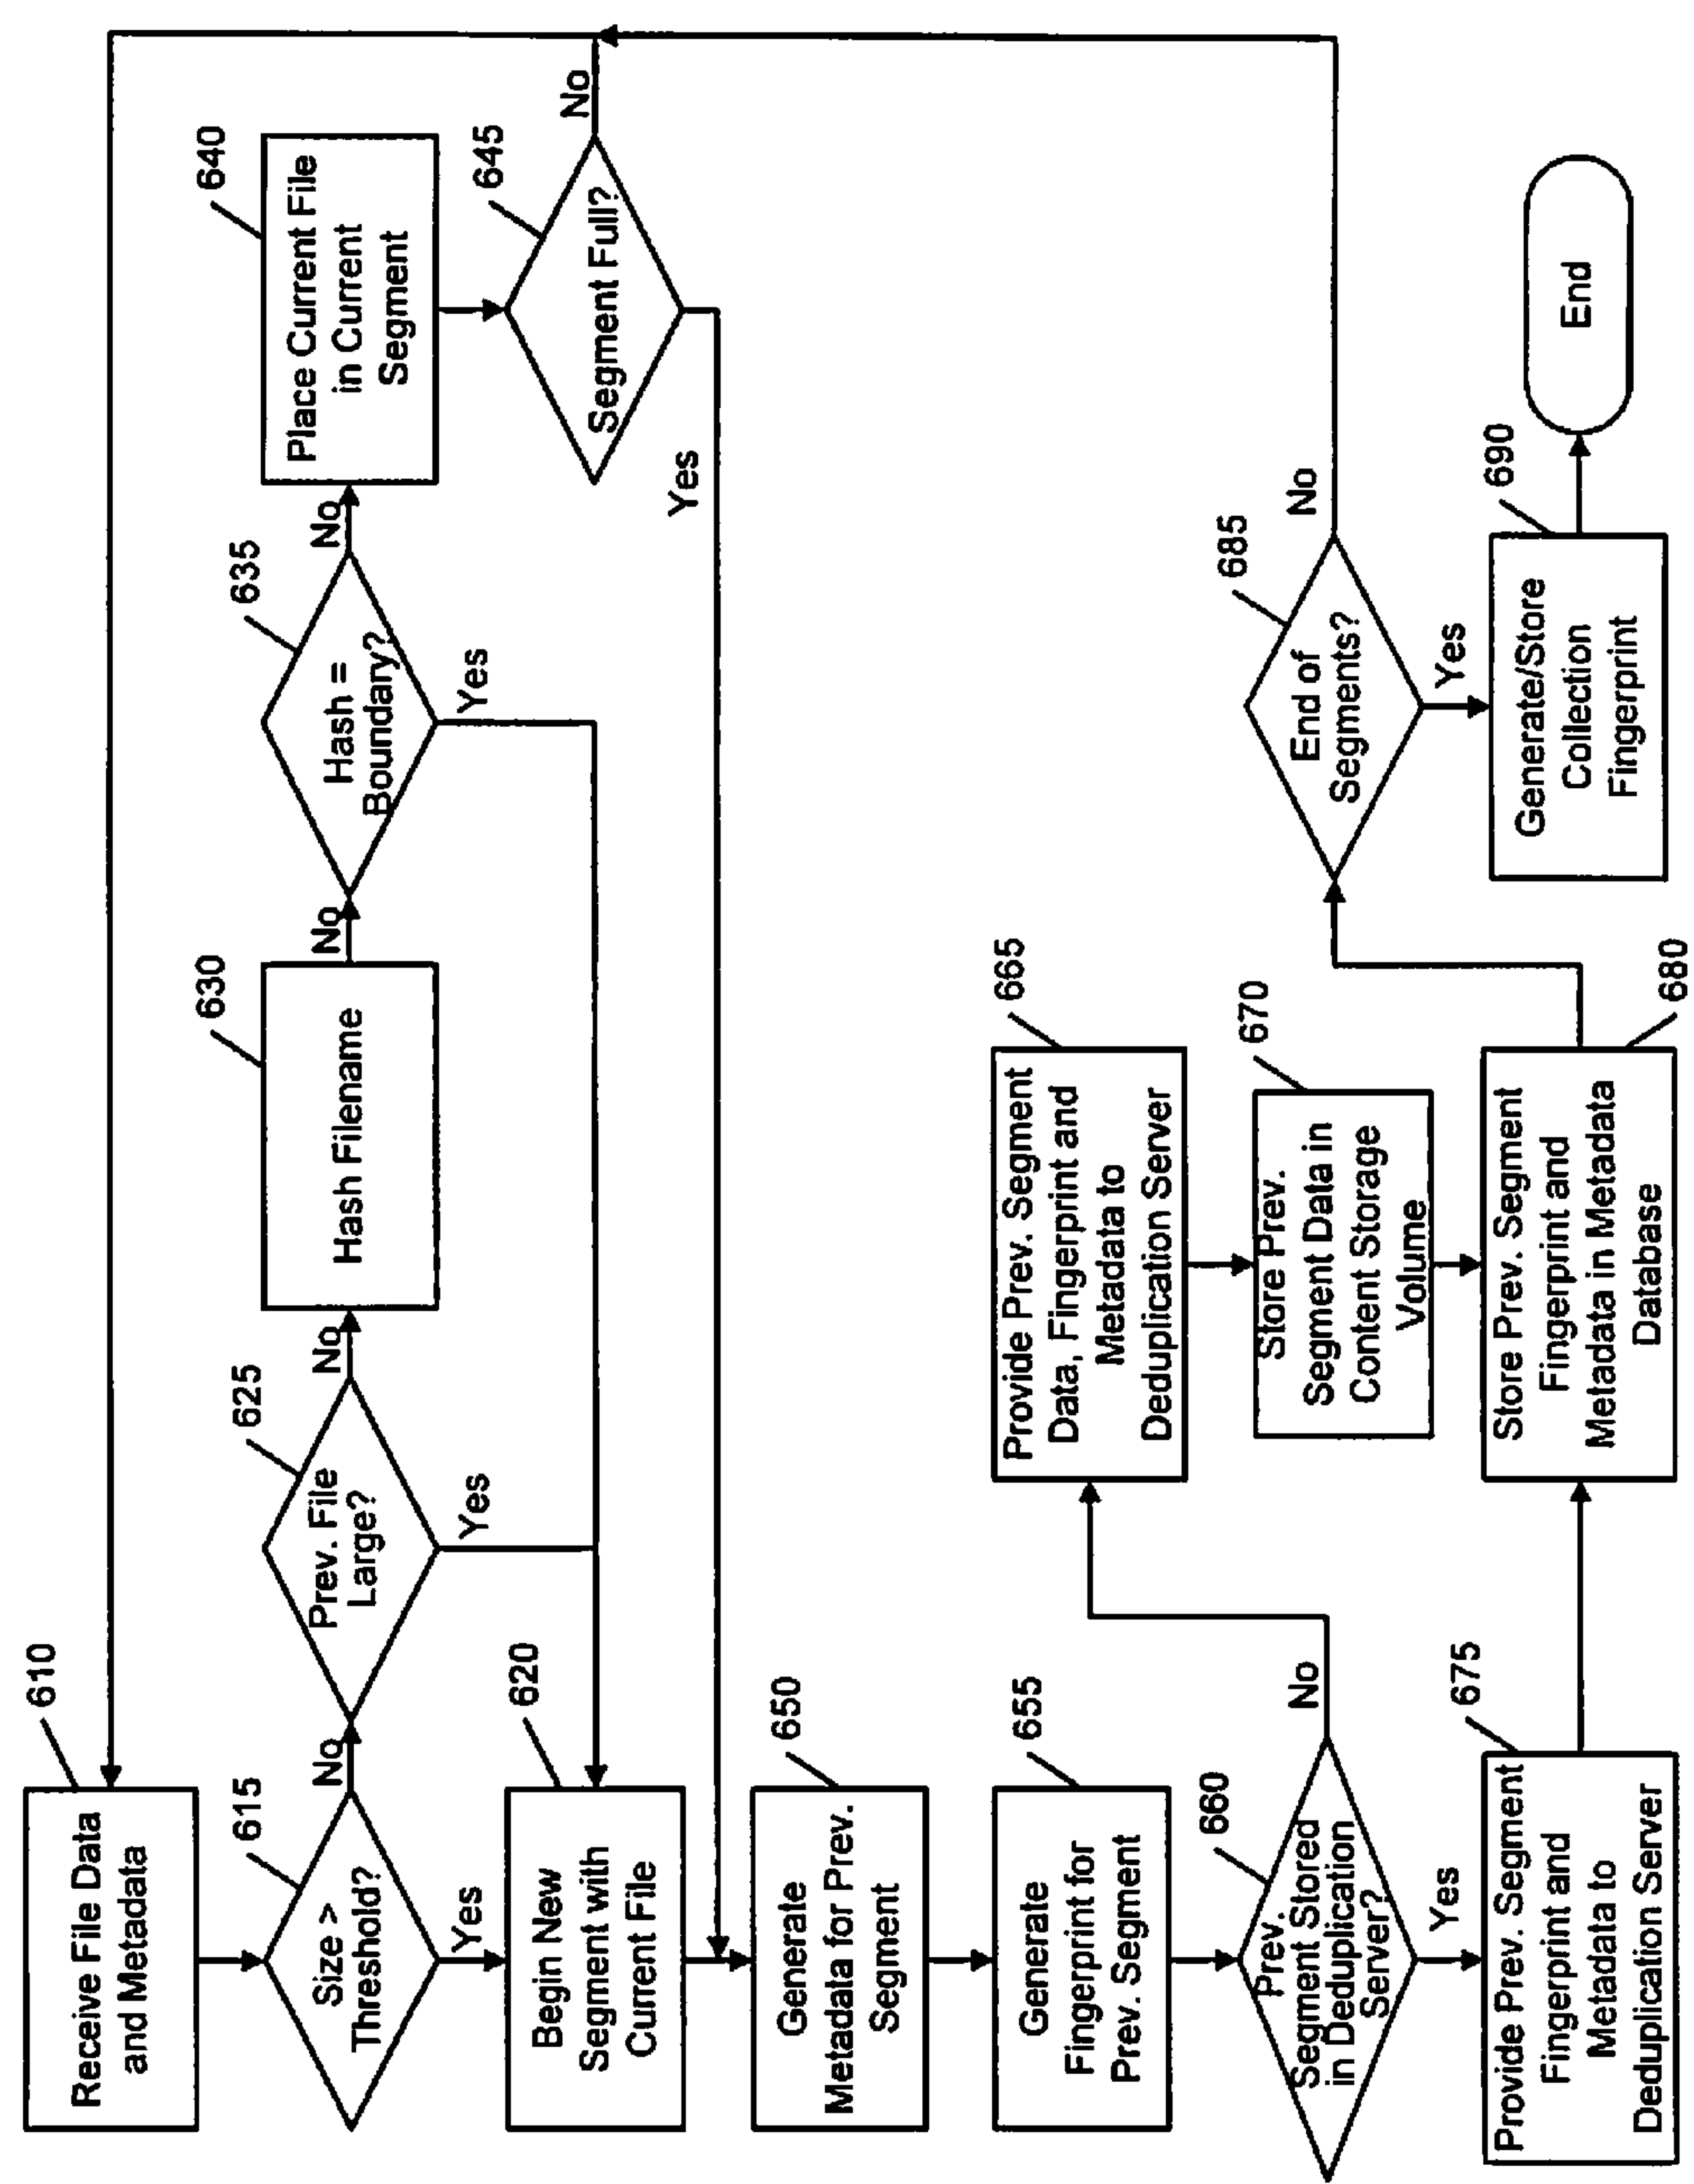 610
Receive File Data
and Metadata
615
Size >
Threshold?
No
Yes
625
Prev. File
Large?
No
Yes
630
Hash Filename
No
635
Hash =
Boundary?
No
Yes
640
Place Current File
in Current
Segment
645
Segment Full?
No
Yes
620
Begin New
Segment with
Current File
650
Generate
Metadata for Prev.
Segment
655
Generate
Fingerprint for
Prev. Segment
660
Prev.
Segment Stored
in Deduplication
Server?
No
Yes
665
Provide Prev. Segment
Data, Fingerprint and
Metadata to
Deduplication Server
670
Store Prev.
Segment Data in
Content Storage
Volume
675
Provide Prev. Segment
Fingerprint and
Metadata to
Deduplication Server
680
Store Prev. Segment
Fingerprint and
Metadata in Metadata
Database
685
End of
Segments?
No
Yes
690
Generate/Store
Collection
Fingerprint
End